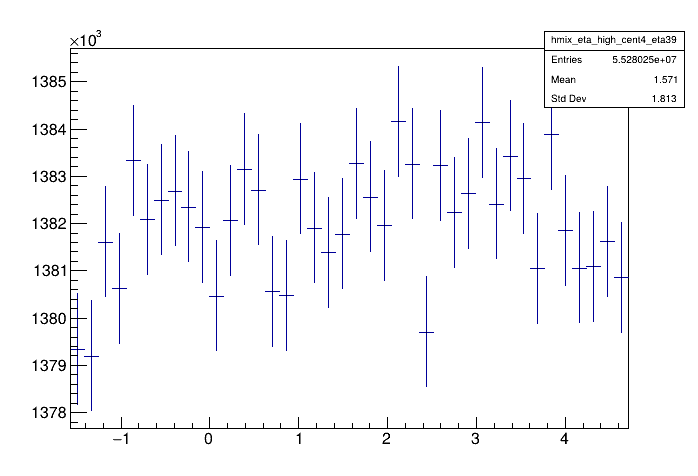 ×10³
hmix_eta_high_cent4_eta39
Entries 5.528025e+07
Mean 1.571
Std Dev 1.813
1385
1384
1383
1382
1381
1380
1379
1378
−1 0 1 2 3 4